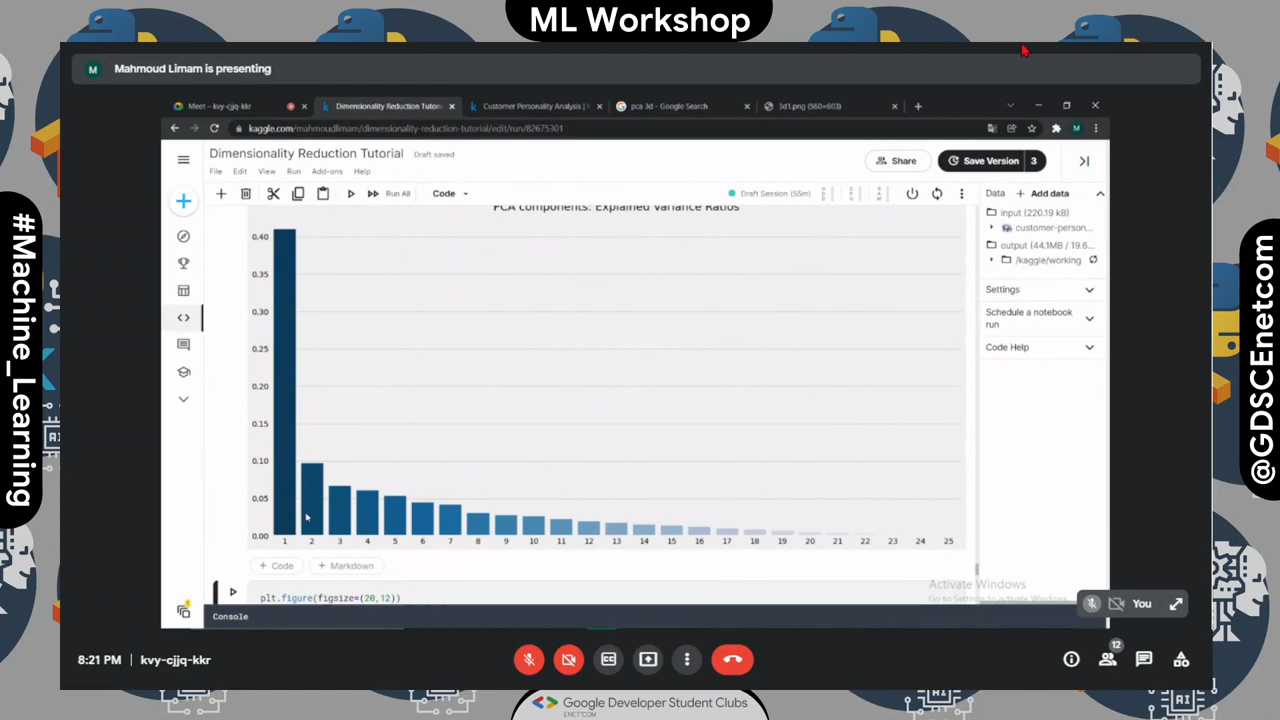 ML Workshop
M Mahmoud Limam is presenting
Meet – kvy-cjjq-kkr
Dimensionality Reduction Tutori
Customer Personality Analysis | K
pca 3d - Google Search
3d1.png (560×603)
kaggle.com/mahmoudlimam/dimensionality-reduction-tutorial/edit/run/82675301
M
Dimensionality Reduction Tutorial Draft saved
File Edit View Run Add-ons Help
Share
Save Version 3
Run All
Code
Draft Session (55m)
Data
Add data
input (220.19 kB)
customer-person...
output (44.1MB / 19.6...
/kaggle/working
Settings
Schedule a notebook
run
Code Help
PCA components: Explained Variance Ratios
0.40
0.35
0.30
0.25
0.20
0.15
0.10
0.05
0.00
1 2 3 4 5 6 7 8 9 10 11 12 13 14 15 16 17 18 19 20 21 22 23 24 25
+ Code + Markdown
plt.figure(figsize=(20,12))
Console
Activate Windows
Go to Settings to activate Windows.
You
8:21 PM | kvy-cjjq-kkr
12
#Machine_Learning
@GDSCEnetcom
Google Developer Student Clubs
ENET'COM
AI
AI
AI